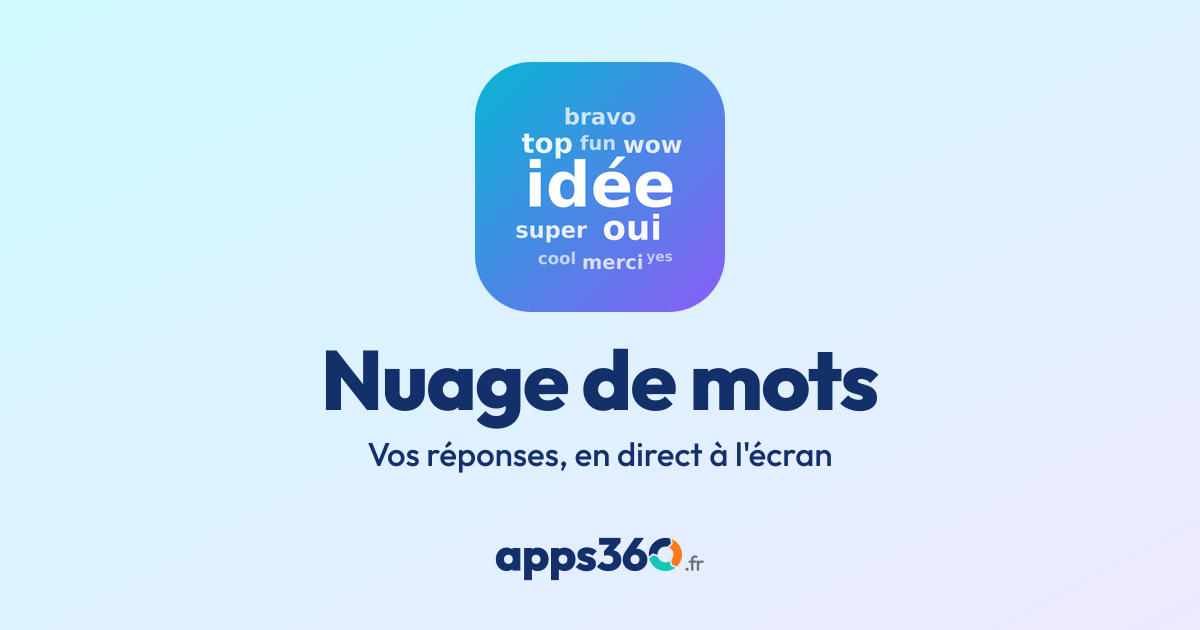 bravo
top fun wow
idée
super oui
cool merci yes
Nuage de mots
Vos réponses, en direct à l'écran
apps360.fr